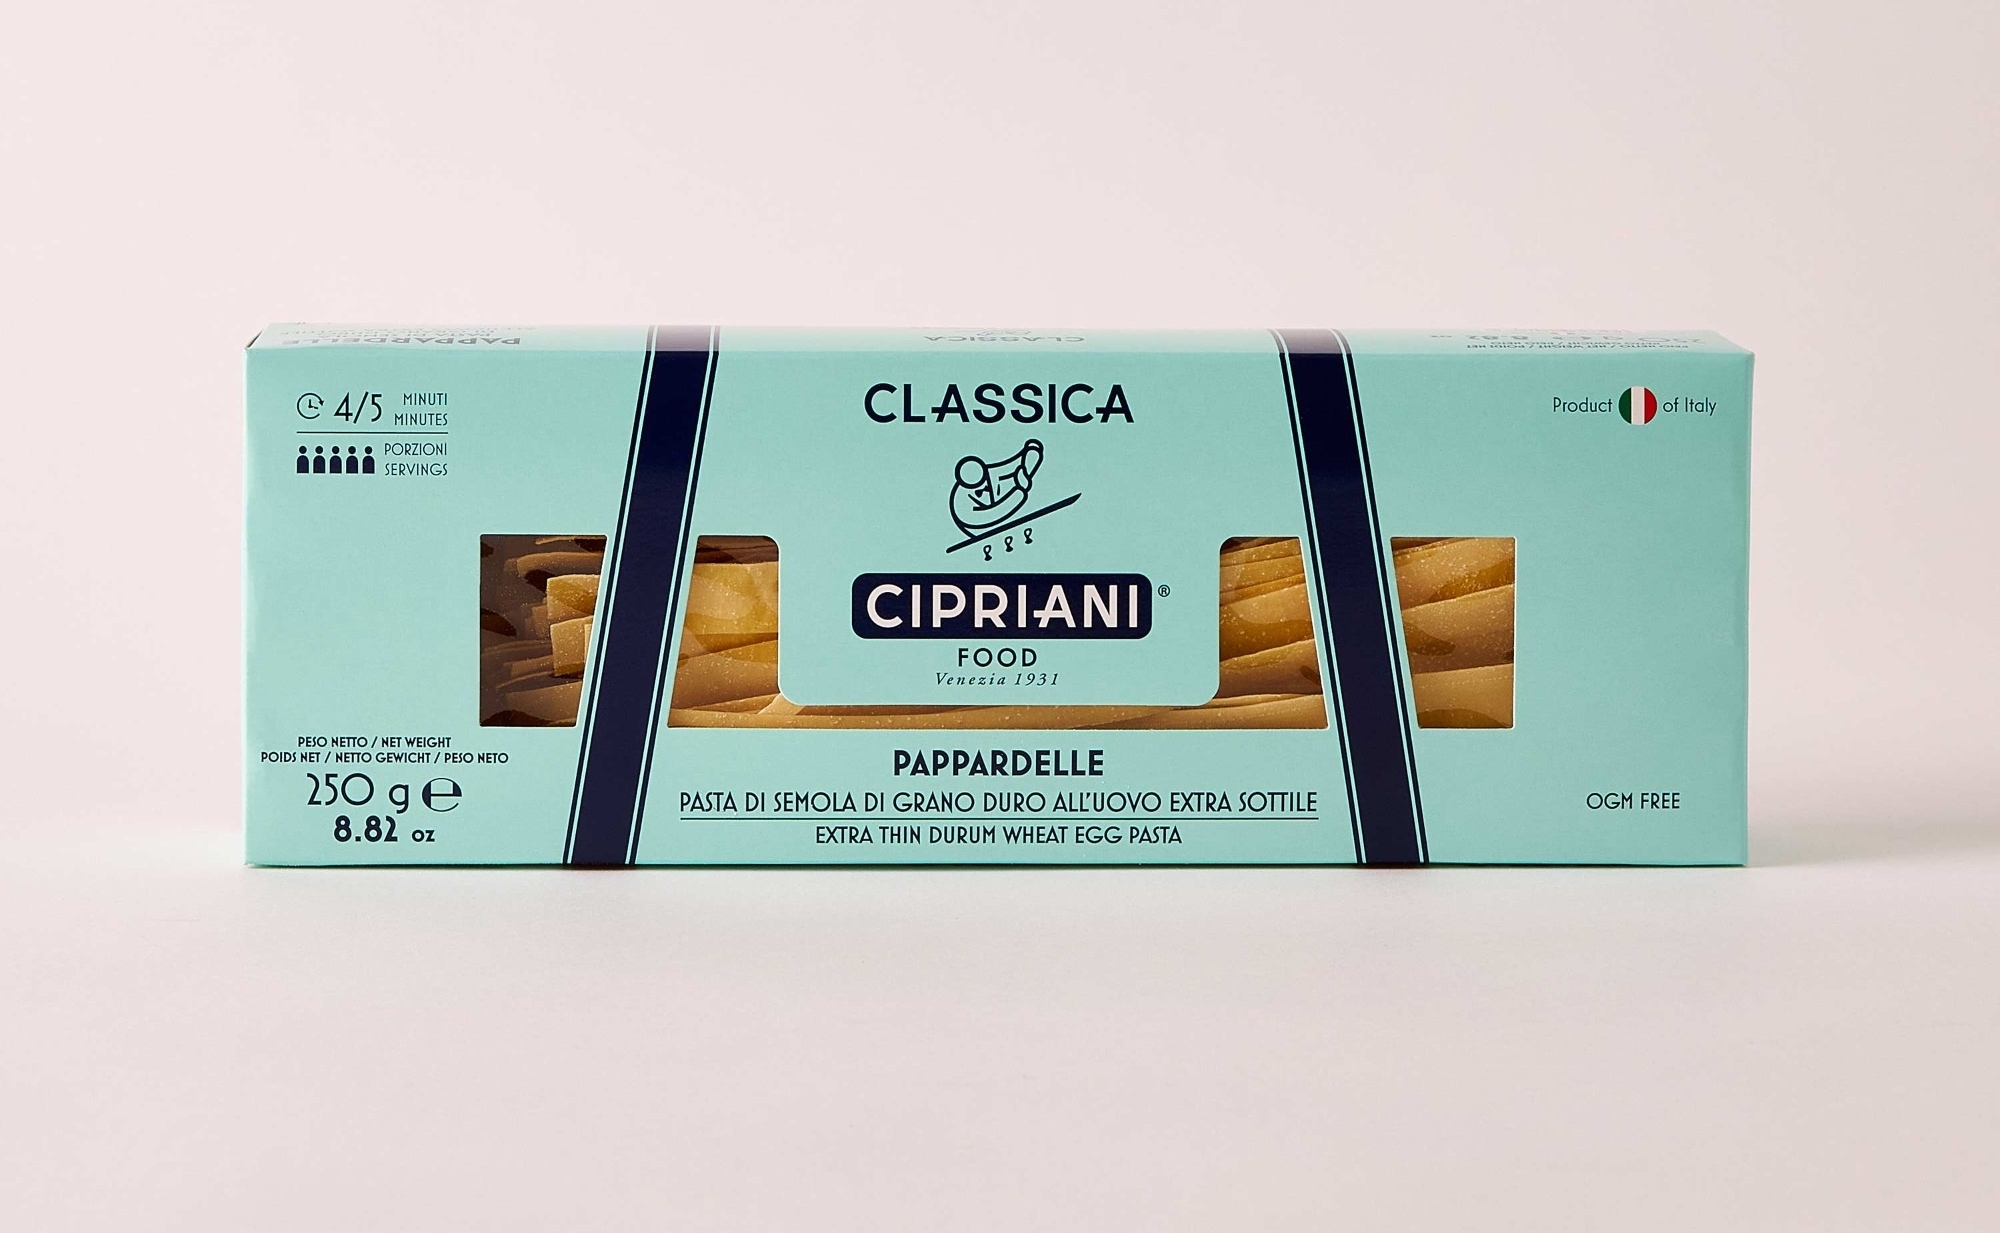 PAPPARDELLE
CLASSICA
4/5 MINUTI
MINUTES
PORZIONI
SERVINGS
CLASSICA
Product of Italy
CIPRIANI®
FOOD
Venezia 1931
PESO NETTO / NET WEIGHT
POIDS NET / NETTO GEWICHT / PESO NETO
250 g ℮
8.82 oz
PAPPARDELLE
PASTA DI SEMOLA DI GRANO DURO ALL'UOVO EXTRA SOTTILE
EXTRA THIN DURUM WHEAT EGG PASTA
OGM FREE